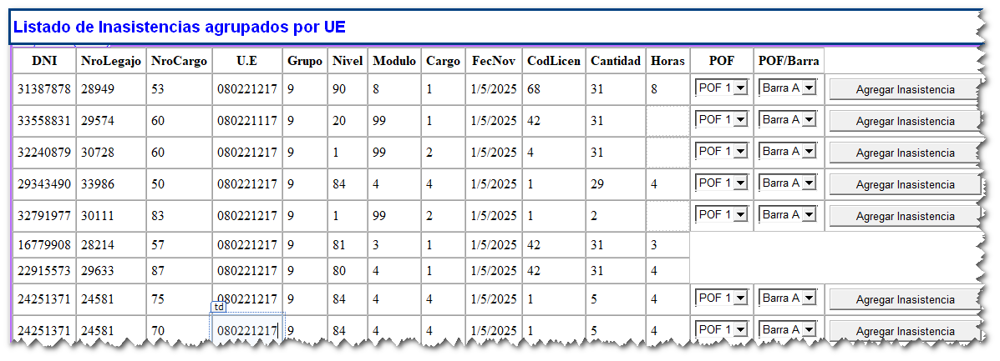 Listado de Inasistencias agrupados por UE
DNI NroLegajo NroCargo U.E Grupo Nivel Modulo Cargo FecNov CodLicen Cantidad Horas POF POF/Barra
31387878 28949 53 080221217 9 90 8 1 1/5/2025 68 31 8 POF 1 Barra A Agregar Inasistencia
33558831 29574 60 080221117 9 20 99 1 1/5/2025 42 31 POF 1 Barra A Agregar Inasistencia
32240879 30728 60 080221217 9 1 99 2 1/5/2025 4 31 POF 1 Barra A Agregar Inasistencia
29343490 33986 50 080221217 9 84 4 4 1/5/2025 1 29 4 POF 1 Barra A Agregar Inasistencia
32791977 30111 83 080221217 9 1 99 2 1/5/2025 1 2 POF 1 Barra A Agregar Inasistencia
16779908 28214 57 080221217 9 81 3 1 1/5/2025 42 31 3
22915573 29633 87 080221217 9 80 4 1 1/5/2025 42 31 4
24251371 24581 75 080221217 9 84 4 4 1/5/2025 1 5 4 POF 1 Barra A Agregar Inasistencia
td
24251371 24581 70 080221217 9 84 4 4 1/5/2025 1 5 4 POF 1 Barra A Agregar Inasistencia